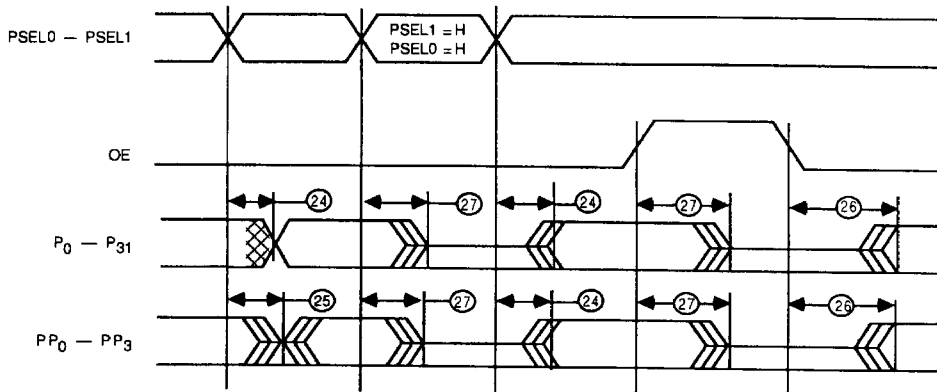 PSEL0 – PSEL1
PSEL1 = H
PSEL0 = H
OE
24 27 24 27 26
P0 – P31
25 27 24 27 26
PP0 – PP3